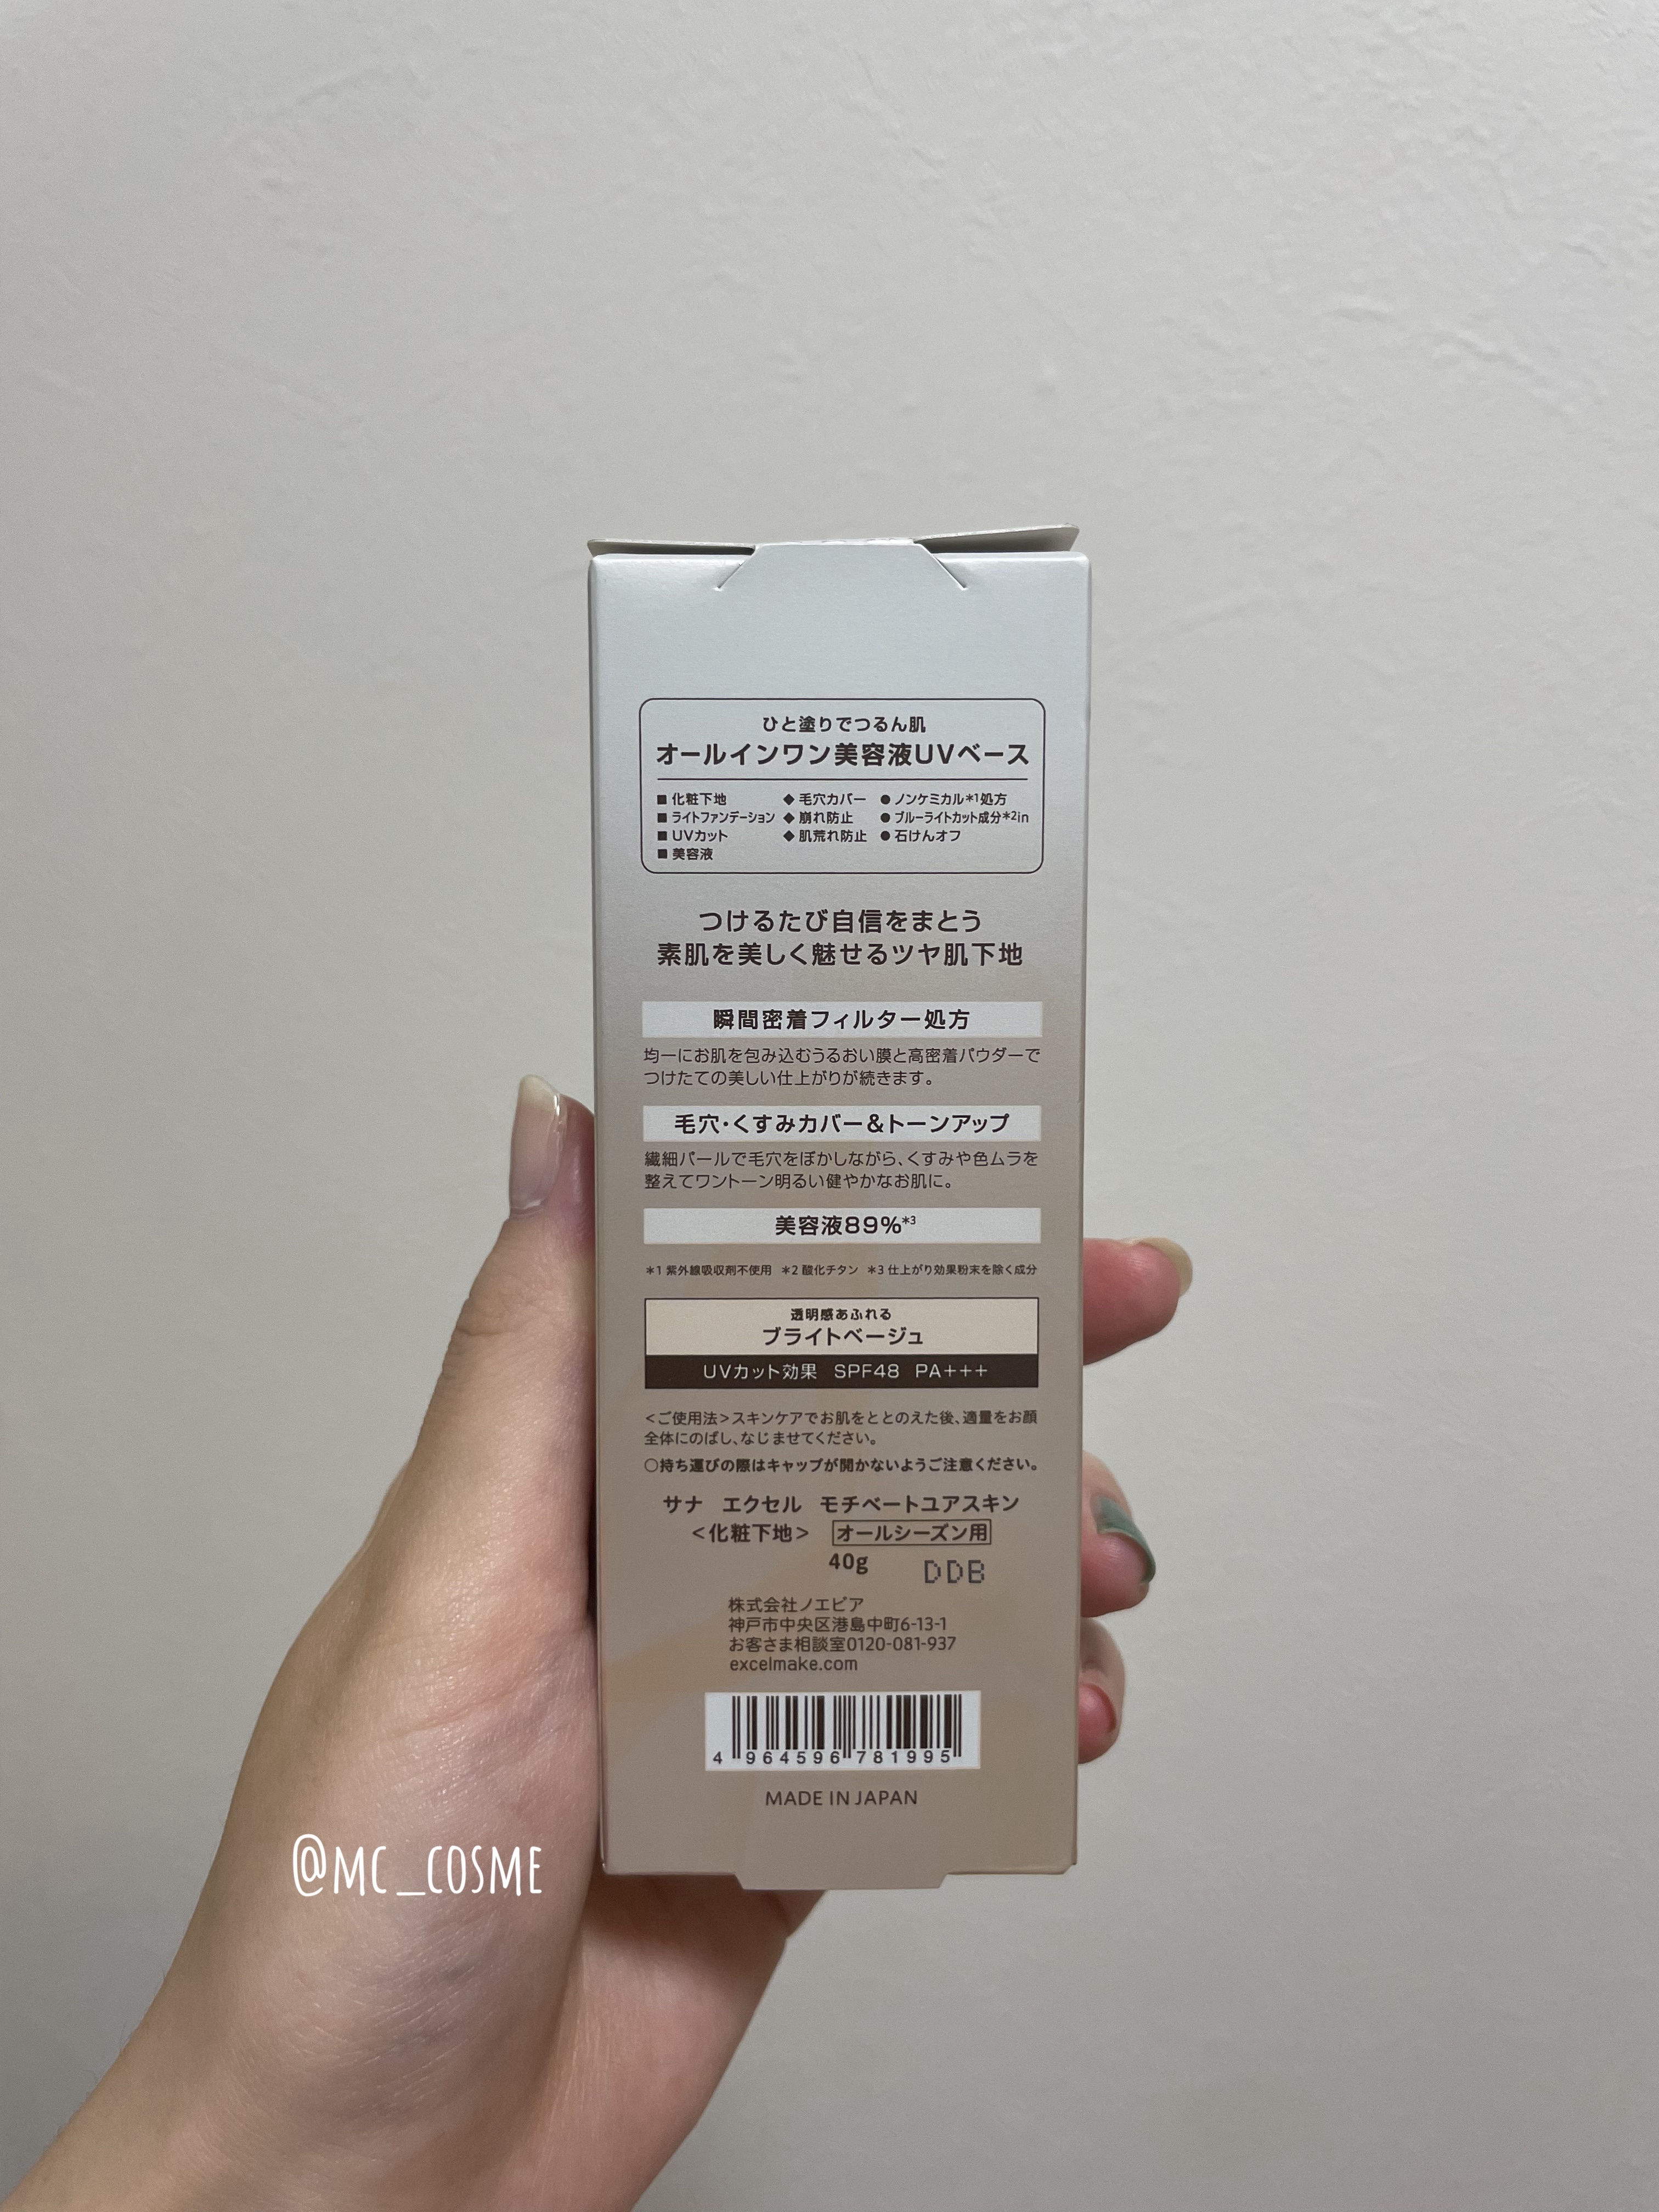 ひと塗りでつるん肌
オールインワン美容液UVベース
■ 化粧下地 ◆ 毛穴カバー ● ノンケミカル*1処方
■ ライトファンデーション ◆ 崩れ防止 ● ブルーライトカット成分*2in
■ UVカット ◆ 肌荒れ防止 ● 石けんオフ
■ 美容液
つけるたび自信をまとう
素肌を美しく魅せるツヤ肌下地
瞬間密着フィルター処方
均一にお肌を包み込むうるおい膜と高密着パウダーで
つけたての美しい仕上がりが続きます。
毛穴・くすみカバー&トーンアップ
繊細パールで毛穴をぼかしながら、くすみや色ムラを
整えてワントーン明るい健やかなお肌に。
美容液89%*3
*1 紫外線吸収剤不使用 *2 酸化チタン *3 仕上がり効果粉末を除く成分
透明感あふれる
ブライトベージュ
UVカット効果 SPF48 PA+++
<ご使用法>スキンケアでお肌をととのえた後、適量をお顔
全体にのばし、なじませてください。
○持ち運びの際はキャップが開かないようご注意ください。
サナ エクセル モチベートユアスキン
<化粧下地> オールシーズン用
40g DDB
株式会社ノエビア
神戸市中央区港島中町6-13-1
お客さま相談室0120-081-937
excelmake.com
4 964596 781995
MADE IN JAPAN
@MC_COSME